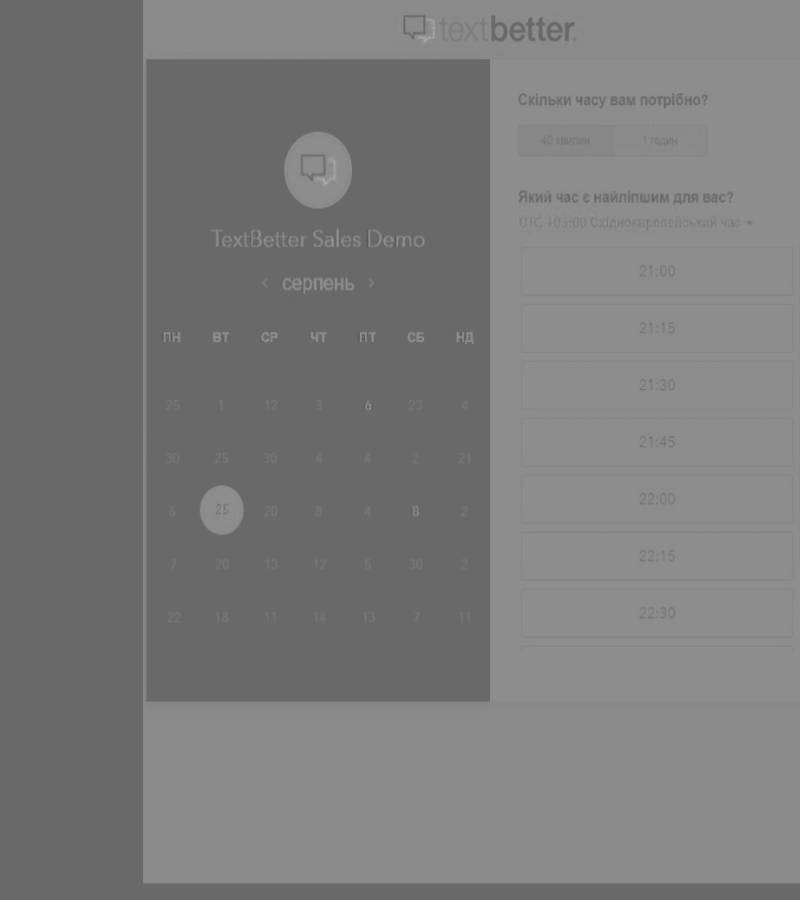 textbetter.
TextBetter Sales Demo
‹ серпень ›
ПН ВТ СР ЧТ ПТ СБ НД
25 1 12 3 6 23 4
30 25 30 4 4 2 21
6 25 20 8 4 8 2
7 20 13 12 5 30 2
22 18 11 14 13 7 11
Скільки часу вам потрібно?
40 хвилин 1 годин
Який час є найліпшим для вас?
UTC +03:00 Східноєвропейський час
21:00
21:15
21:30
21:45
22:00
22:15
22:30